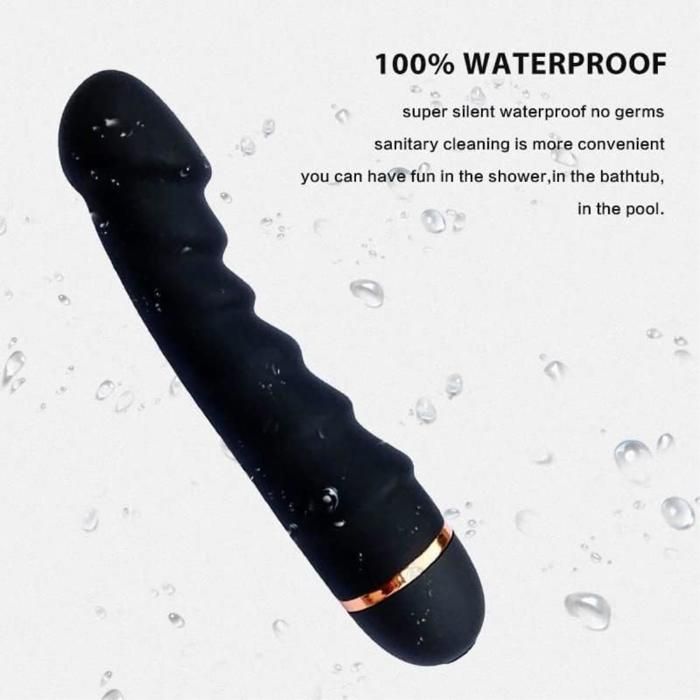 100% WATERPROOF
super silent waterproof no germs
sanitary cleaning is more convenient
you can have fun in the shower,in the bathtub,
in the pool.